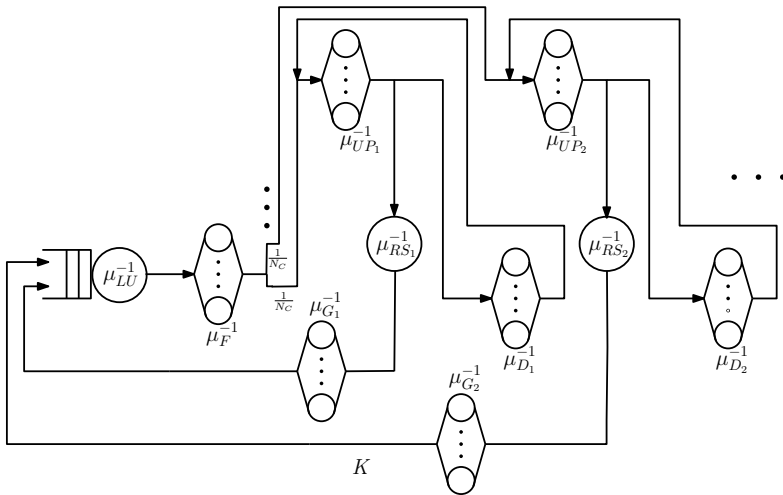 μ_{UP_1}^{-1}
μ_{UP_2}^{-1}
μ_{LU}^{-1}
μ_F^{-1}
1/N_C
1/N_C
μ_{RS_1}^{-1}
μ_{RS_2}^{-1}
μ_{G_1}^{-1}
μ_{D_1}^{-1}
μ_{D_2}^{-1}
μ_{G_2}^{-1}
K